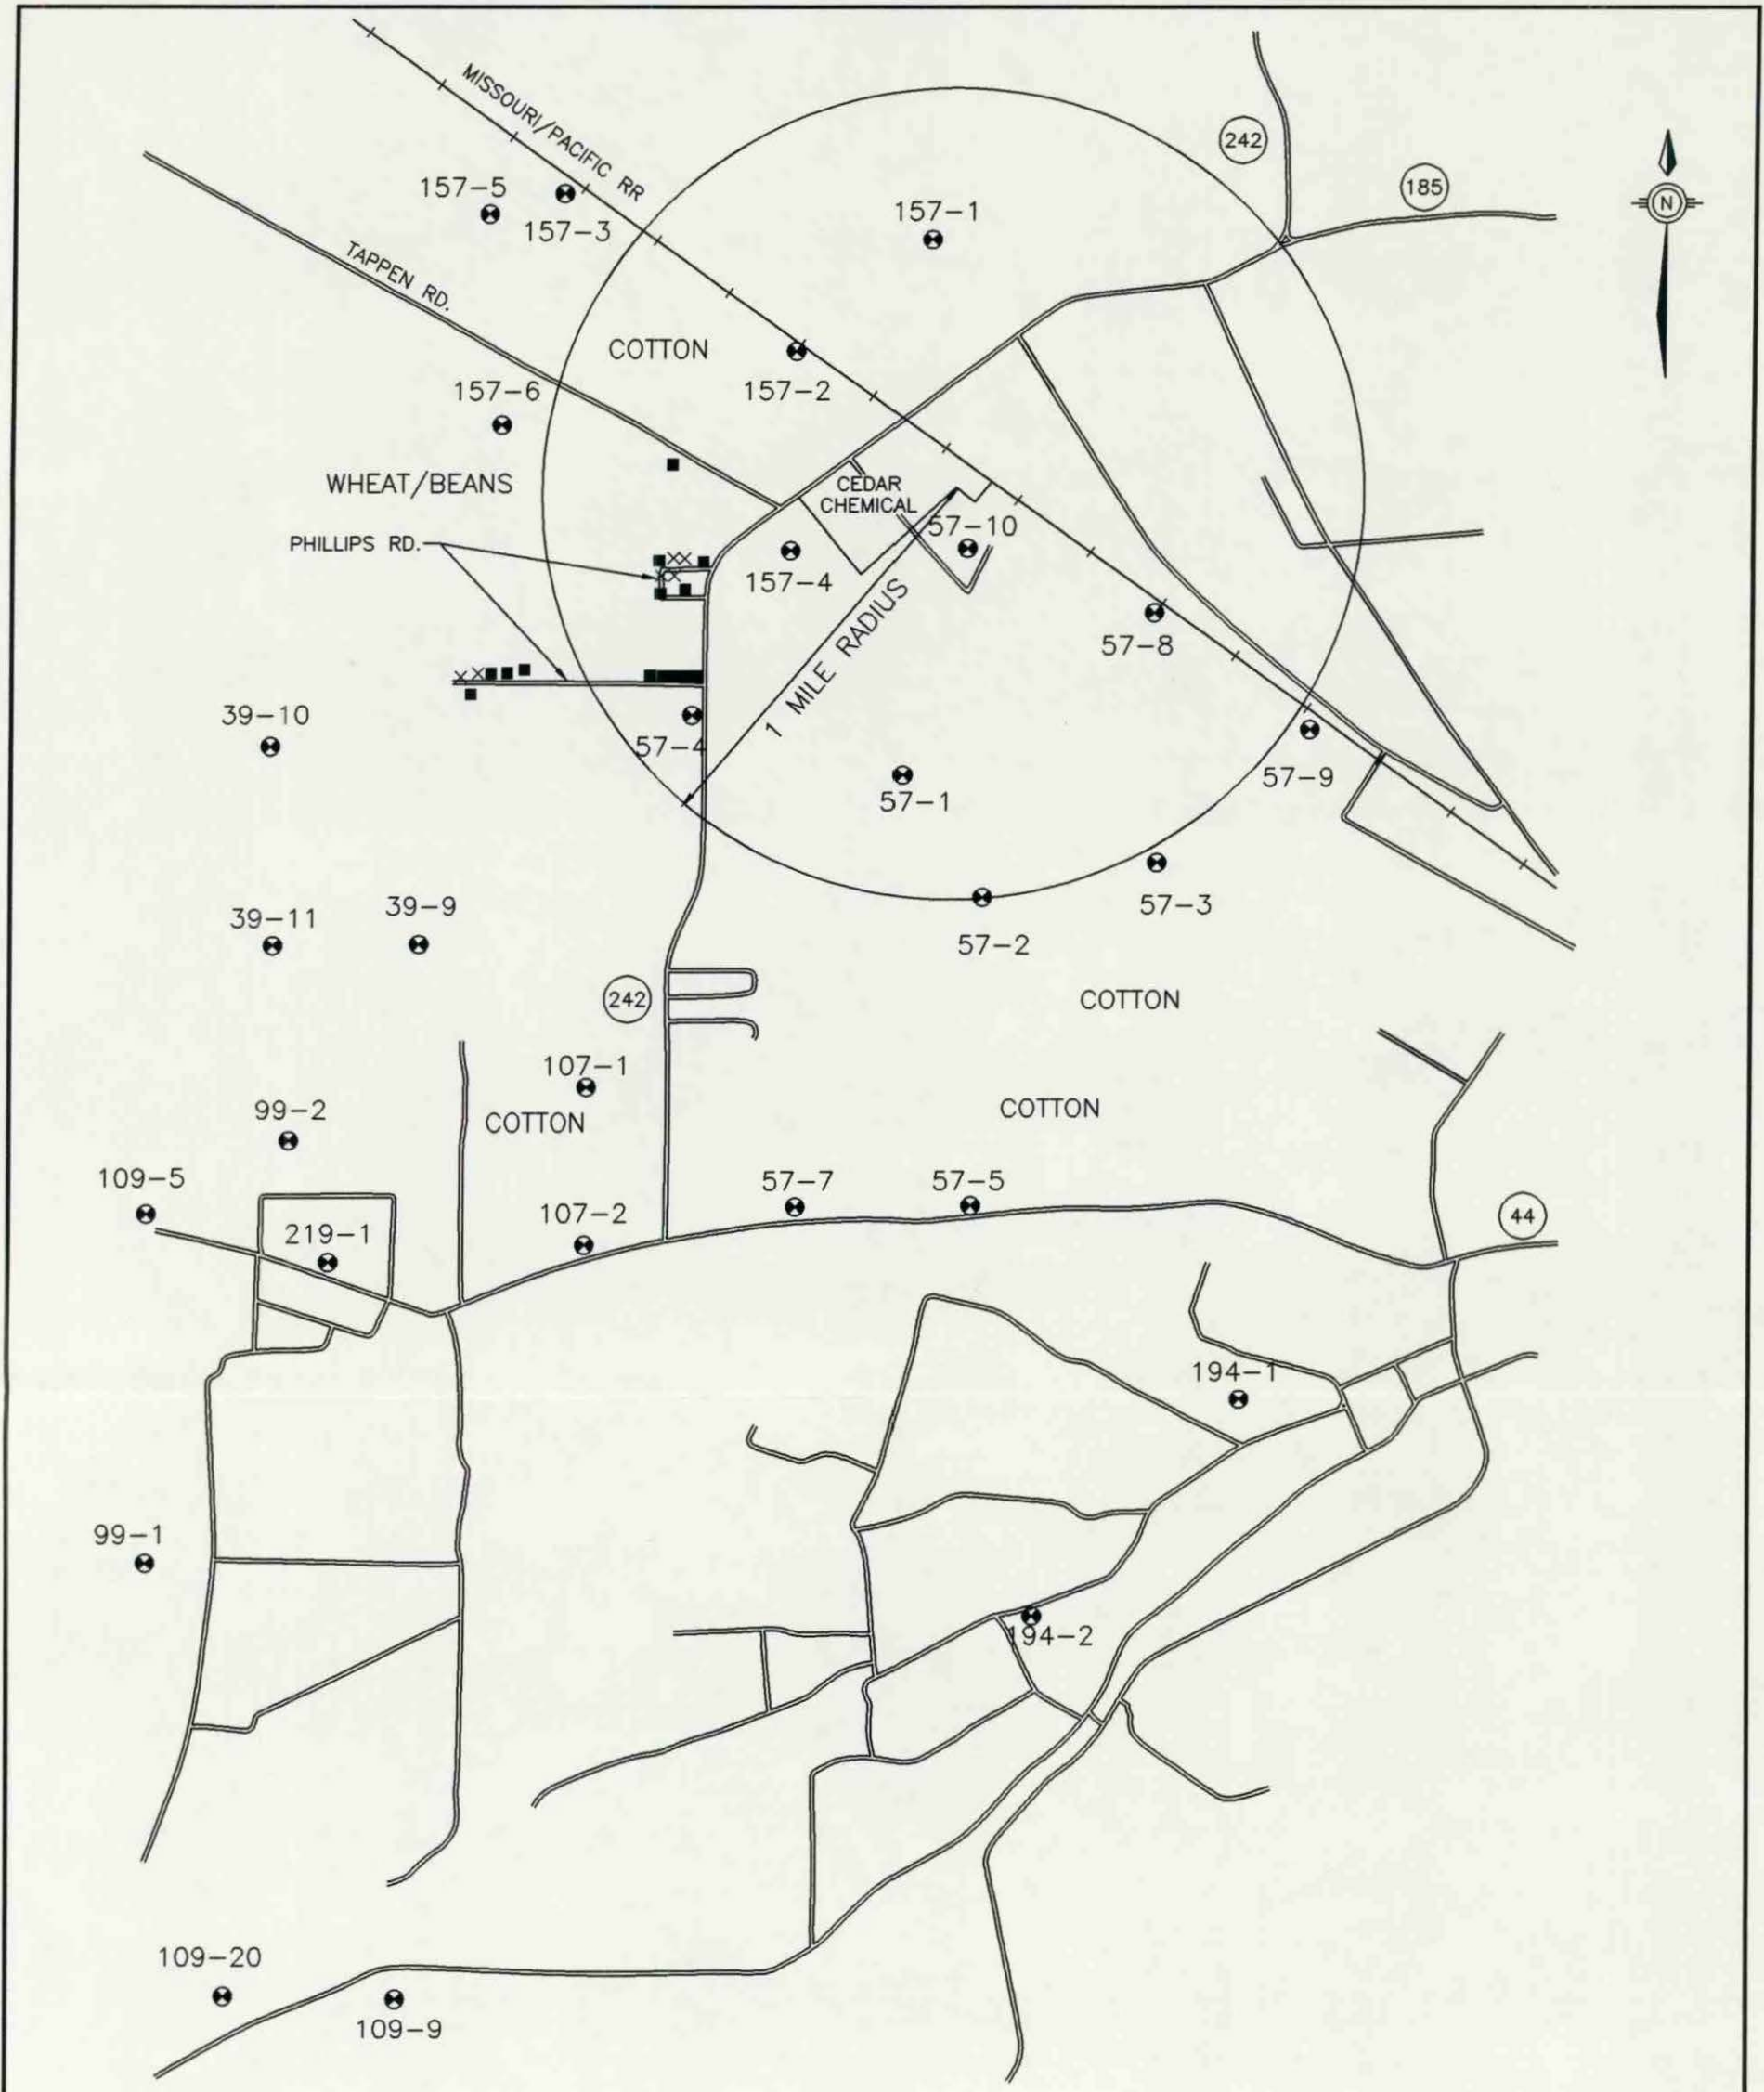 MISSOURI/PACIFIC RR
242
185
N
157-5
157-3
157-1
TAPPEN RD.
COTTON
157-6
157-2
WHEAT/BEANS
CEDAR
CHEMICAL
57-10
PHILLIPS RD.
157-4
1 MILE RADIUS
57-8
39-10
57-4
57-9
57-1
39-11
39-9
57-3
57-2
242
COTTON
107-1
99-2
COTTON
COTTON
109-5
57-7
57-5
107-2
44
219-1
194-1
99-1
194-2
109-20
109-9